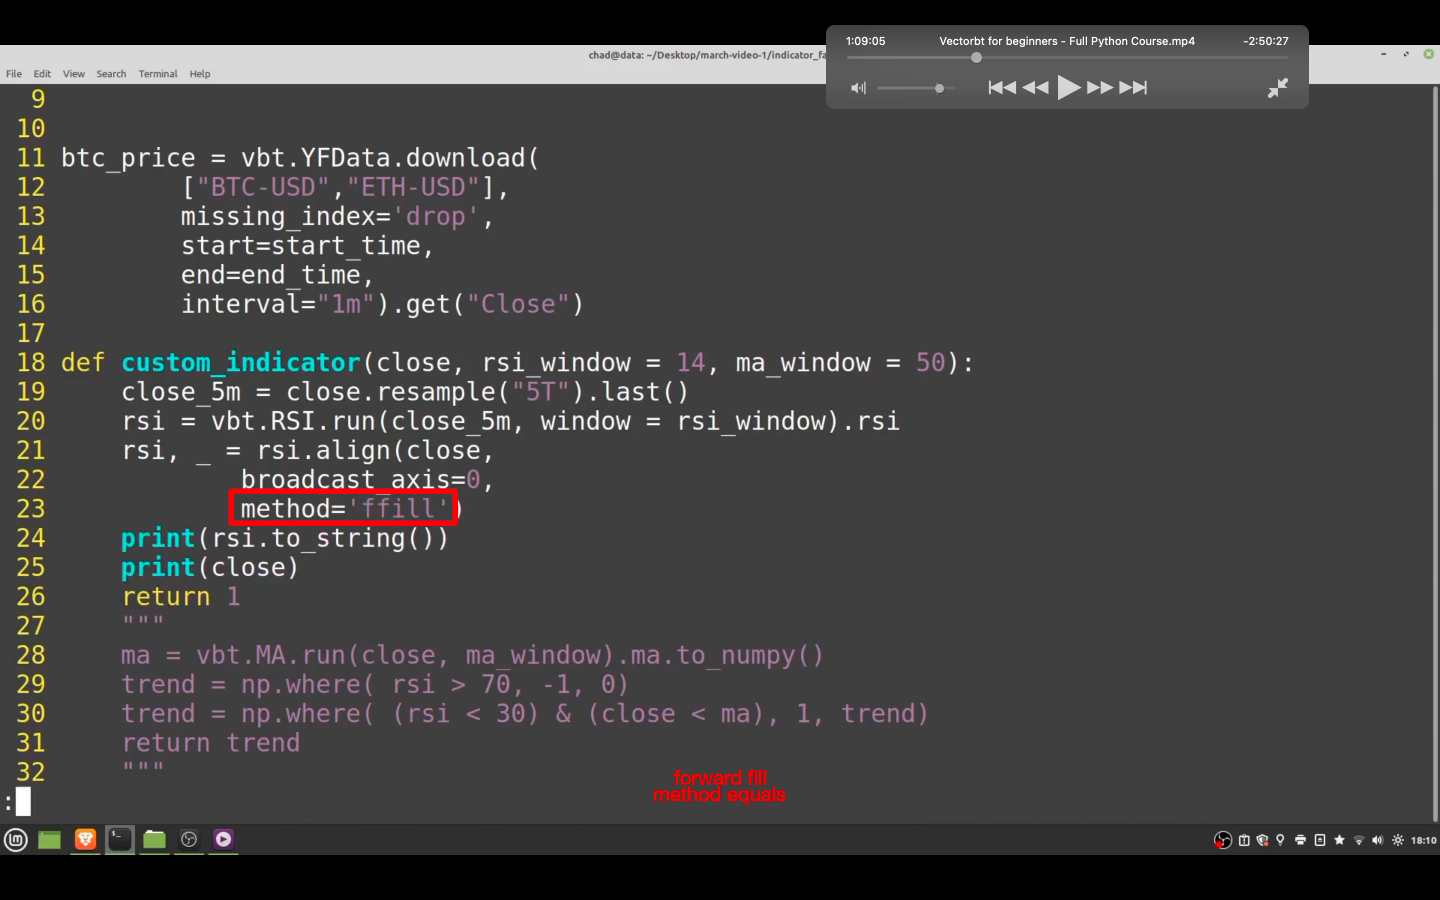 1:09:05 Vectorbt for beginners - Full Python Course.mp4 -2:50:27
chad@data: ~/Desktop/march-video-1/indicator_fa
File Edit View Search Terminal Help
9
10
11 btc_price = vbt.YFData.download(
12         ["BTC-USD","ETH-USD"],
13         missing_index='drop',
14         start=start_time,
15         end=end_time,
16         interval="1m").get("Close")
17
18 def custom_indicator(close, rsi_window = 14, ma_window = 50):
19     close_5m = close.resample("5T").last()
20     rsi = vbt.RSI.run(close_5m, window = rsi_window).rsi
21     rsi, _ = rsi.align(close,
22             broadcast_axis=0,
23             method='ffill')
24     print(rsi.to_string())
25     print(close)
26     return 1
27     """
28     ma = vbt.MA.run(close, ma_window).ma.to_numpy()
29     trend = np.where( rsi > 70, -1, 0)
30     trend = np.where( (rsi < 30) & (close < ma), 1, trend)
31     return trend
32     """
forward fill
method equals
:
18:10